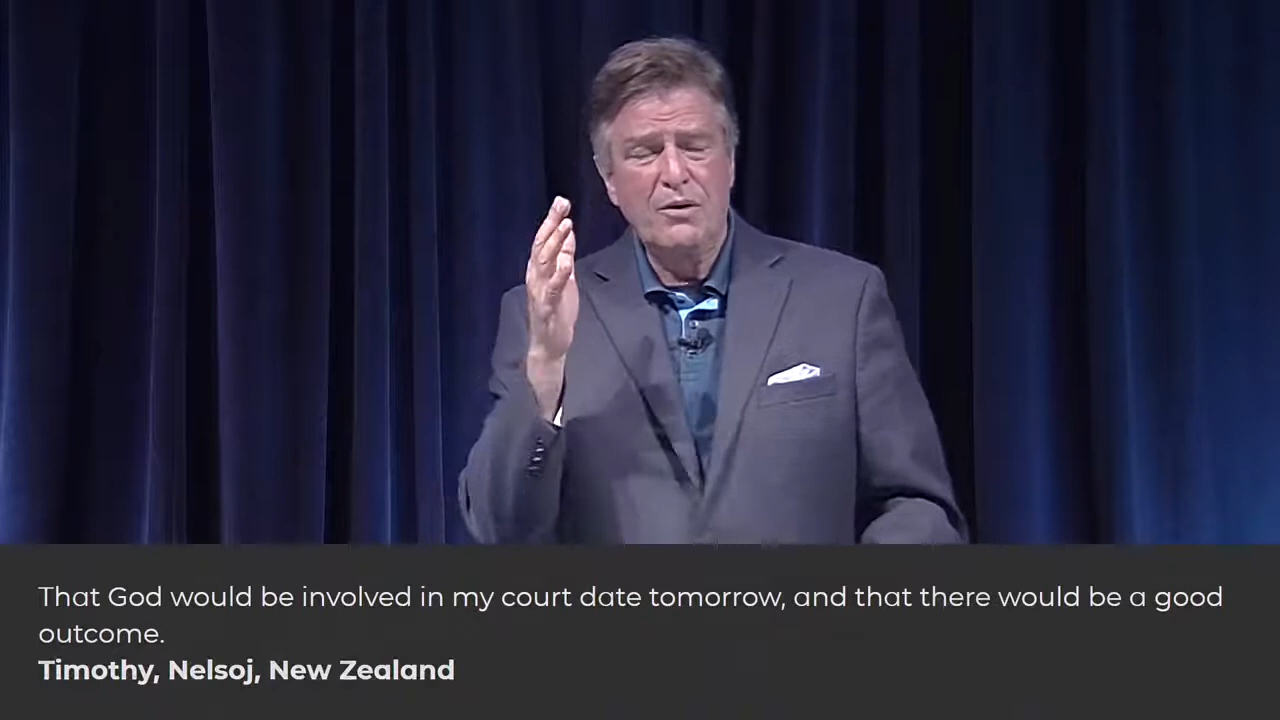 That God would be involved in my court date tomorrow, and that there would be a good
outcome.
Timothy, Nelsoj, New Zealand